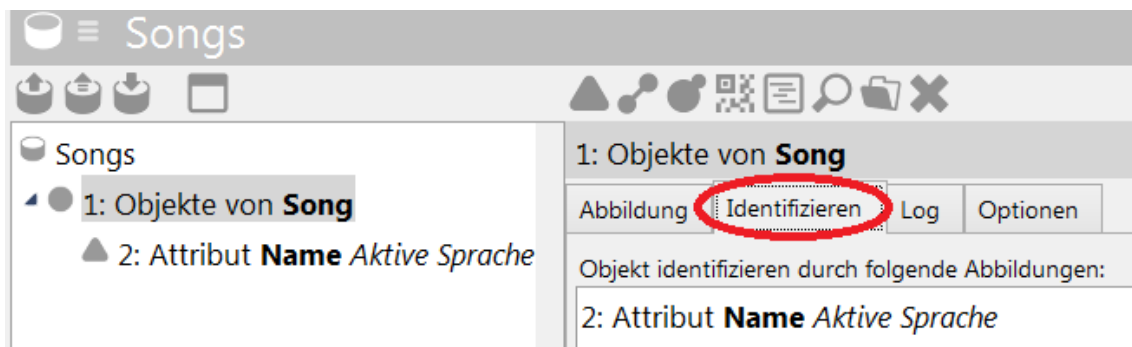 Songs
Songs
1: Objekte von Song
2: Attribut Name Aktive Sprache
1: Objekte von Song
Abbildung Identifizieren Log Optionen
Objekt identifizieren durch folgende Abbildungen:
2: Attribut Name Aktive Sprache